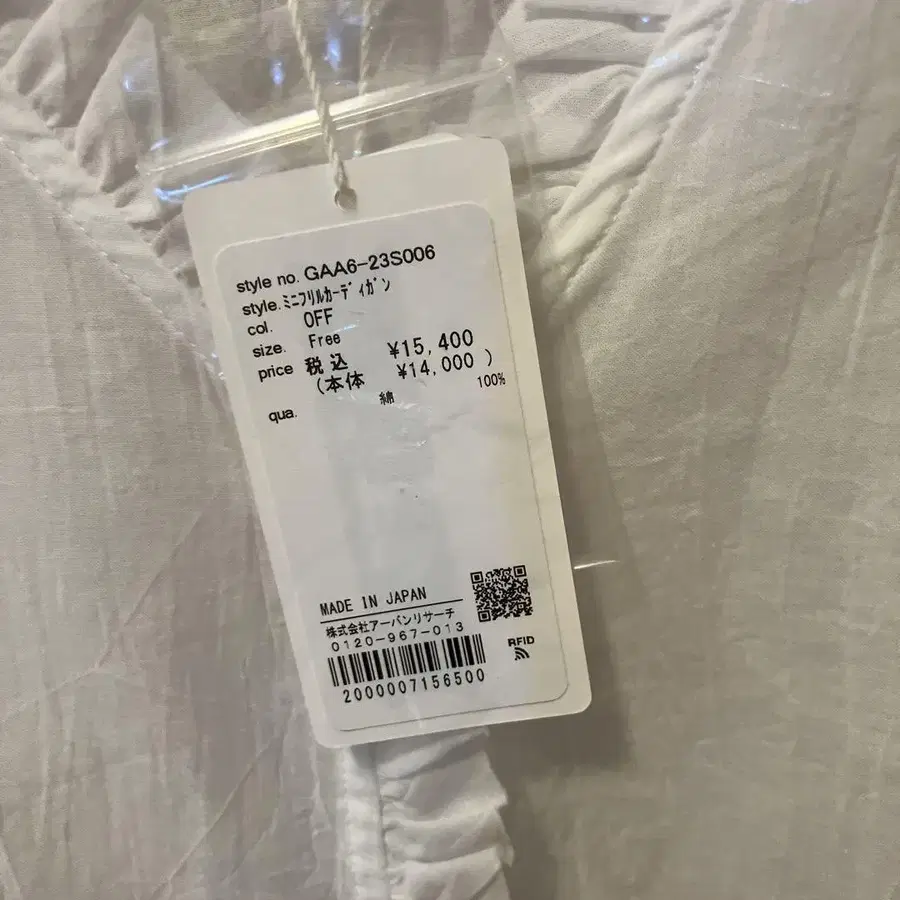 style no. GAA6-23S006
style. ﾐﾆﾌﾘﾙｶｰﾃﾞｨｶﾞﾝ
col. OFF
size. Free
price 税込 ¥15,400
(本体 ¥14,000 )
qua. 綿 100%
MADE IN JAPAN
株式会社アーバンリサーチ
0120-967-013
RFID
2000007156500